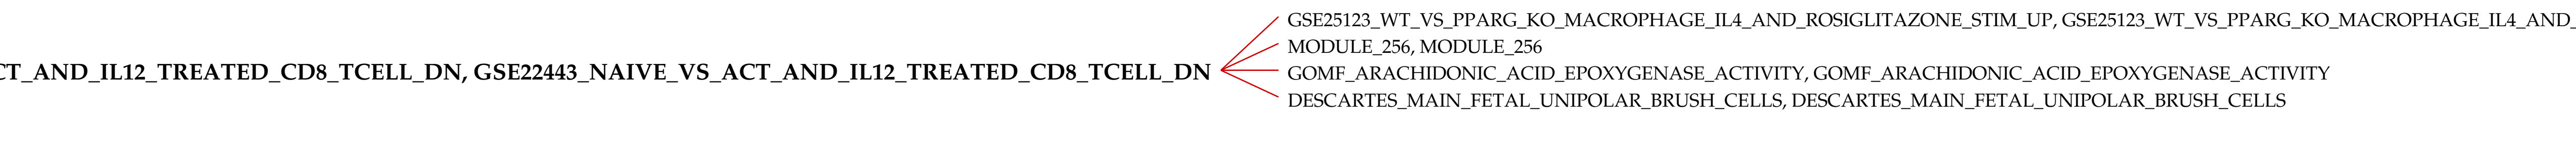 GSE25123_WT_VS_PPARG_KO_MACROPHAGE_IL4_AND_ROSIGLITAZONE_STIM_UP, GSE25123_WT_VS_PPARG_KO_MACROPHAGE_IL4_AND_
MODULE_256, MODULE_256
CT_AND_IL12_TREATED_CD8_TCELL_DN, GSE22443_NAIVE_VS_ACT_AND_IL12_TREATED_CD8_TCELL_DN
GOMF_ARACHIDONIC_ACID_EPOXYGENASE_ACTIVITY, GOMF_ARACHIDONIC_ACID_EPOXYGENASE_ACTIVITY
DESCARTES_MAIN_FETAL_UNIPOLAR_BRUSH_CELLS, DESCARTES_MAIN_FETAL_UNIPOLAR_BRUSH_CELLS